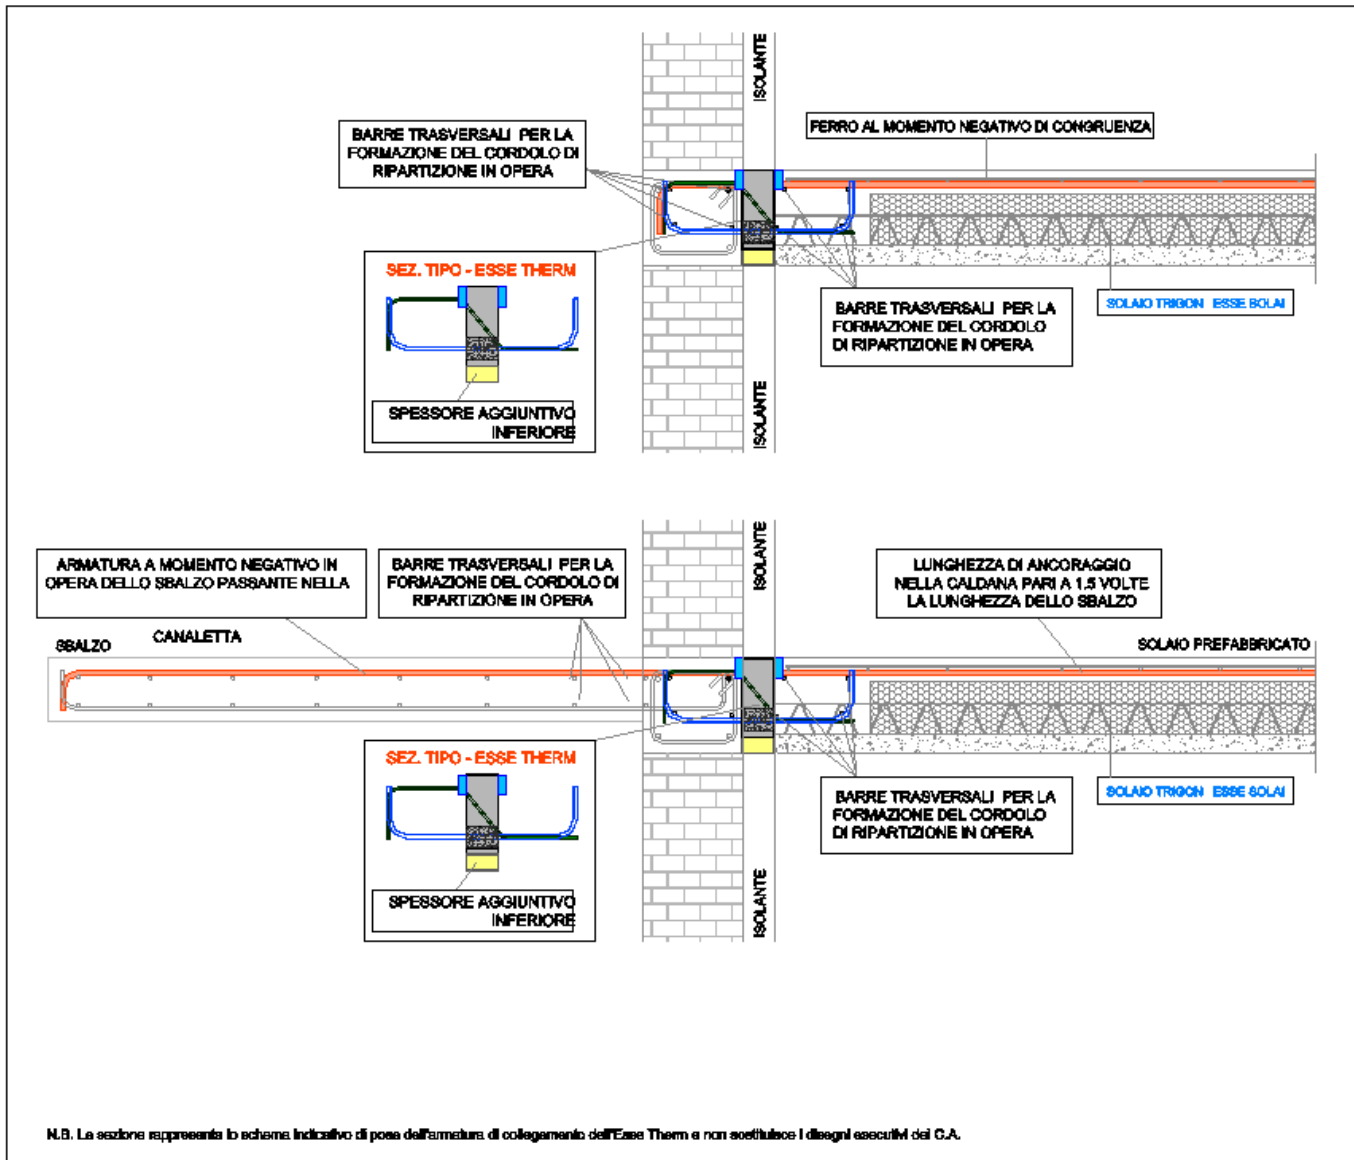 ISOLANTE
BARRE TRASVERSALI PER LA
FORMAZIONE DEL CORDOLO DI
RIPARTIZIONE IN OPERA
FERRO AL MOMENTO NEGATIVO DI CONGRUENZA
SEZ. TIPO - ESSE THERM
SPESSORE AGGIUNTIVO
INFERIORE
BARRE TRASVERSALI PER LA
FORMAZIONE DEL CORDOLO
DI RIPARTIZIONE IN OPERA
SOLAIO TRIGON ESSE SOLAI
ISOLANTE
ISOLANTE
ARMATURA A MOMENTO NEGATIVO IN
OPERA DELLO SBALZO PASSANTE NELLA
CANALETTA
BARRE TRASVERSALI PER LA
FORMAZIONE DEL CORDOLO DI
RIPARTIZIONE IN OPERA
LUNGHEZZA DI ANCORAGGIO
NELLA CALDANA PARI A 1.5 VOLTE
LA LUNGHEZZA DELLO SBALZO
SBALZO
SOLAIO PREFABBRICATO
SEZ. TIPO - ESSE THERM
SPESSORE AGGIUNTIVO
INFERIORE
BARRE TRASVERSALI PER LA
FORMAZIONE DEL CORDOLO
DI RIPARTIZIONE IN OPERA
SOLAIO TRIGON ESSE SOLAI
ISOLANTE
N.B. La sezione rappresenta lo schema indicativo di posa dell'armatura di collegamento dell'Esse Therm e non sostituisce i disegni esecutivi del C.A.